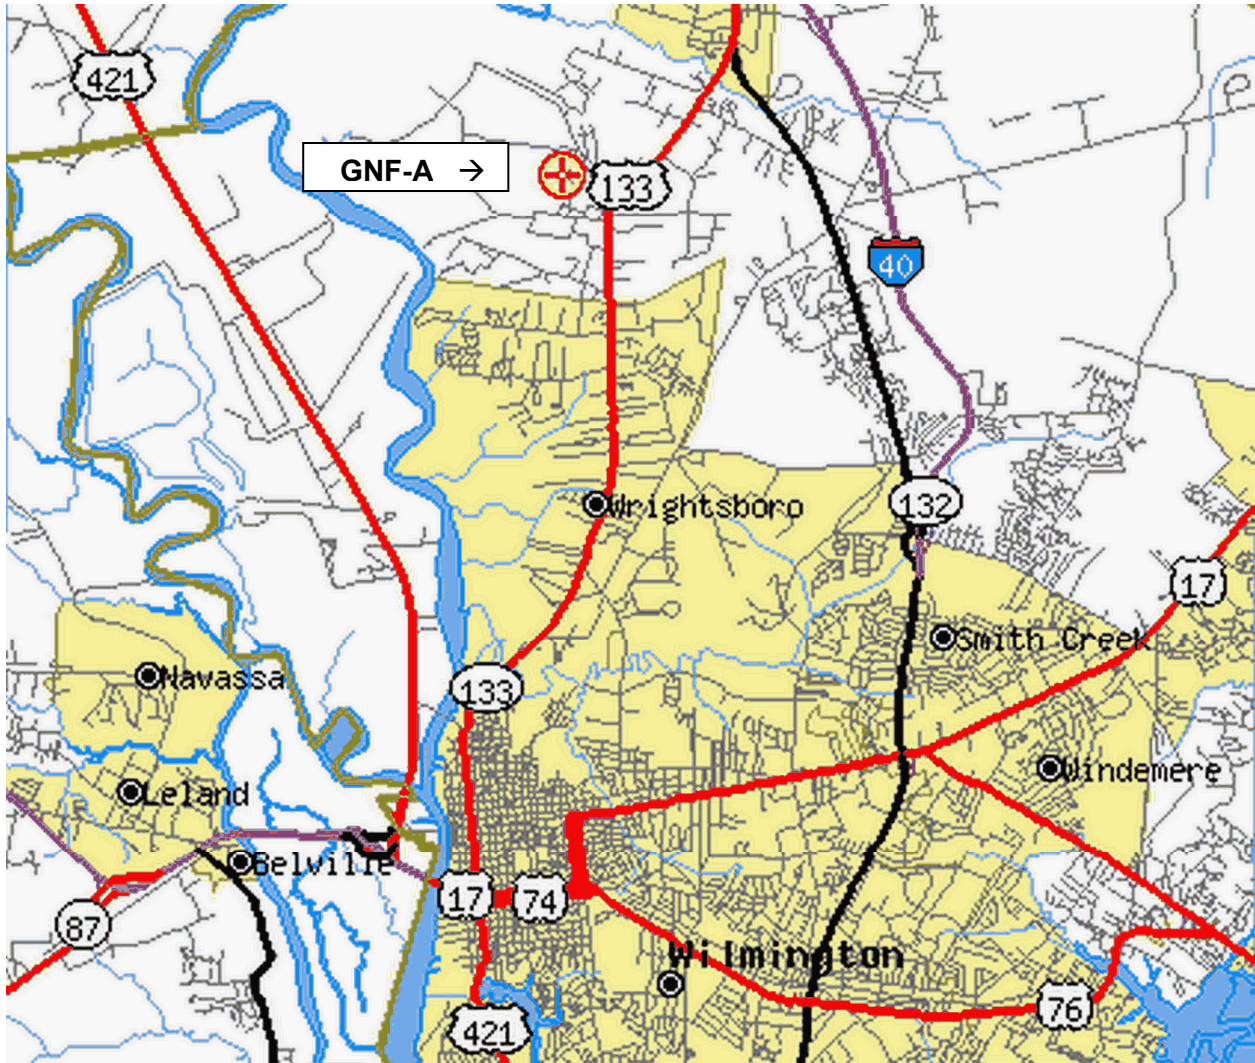 421
GNF-A →
133
40
Wrightsboro
132
17
Smith Creek
Navassa
133
Windemere
Leland
Belville
17
74
87
Wilmington
76
421